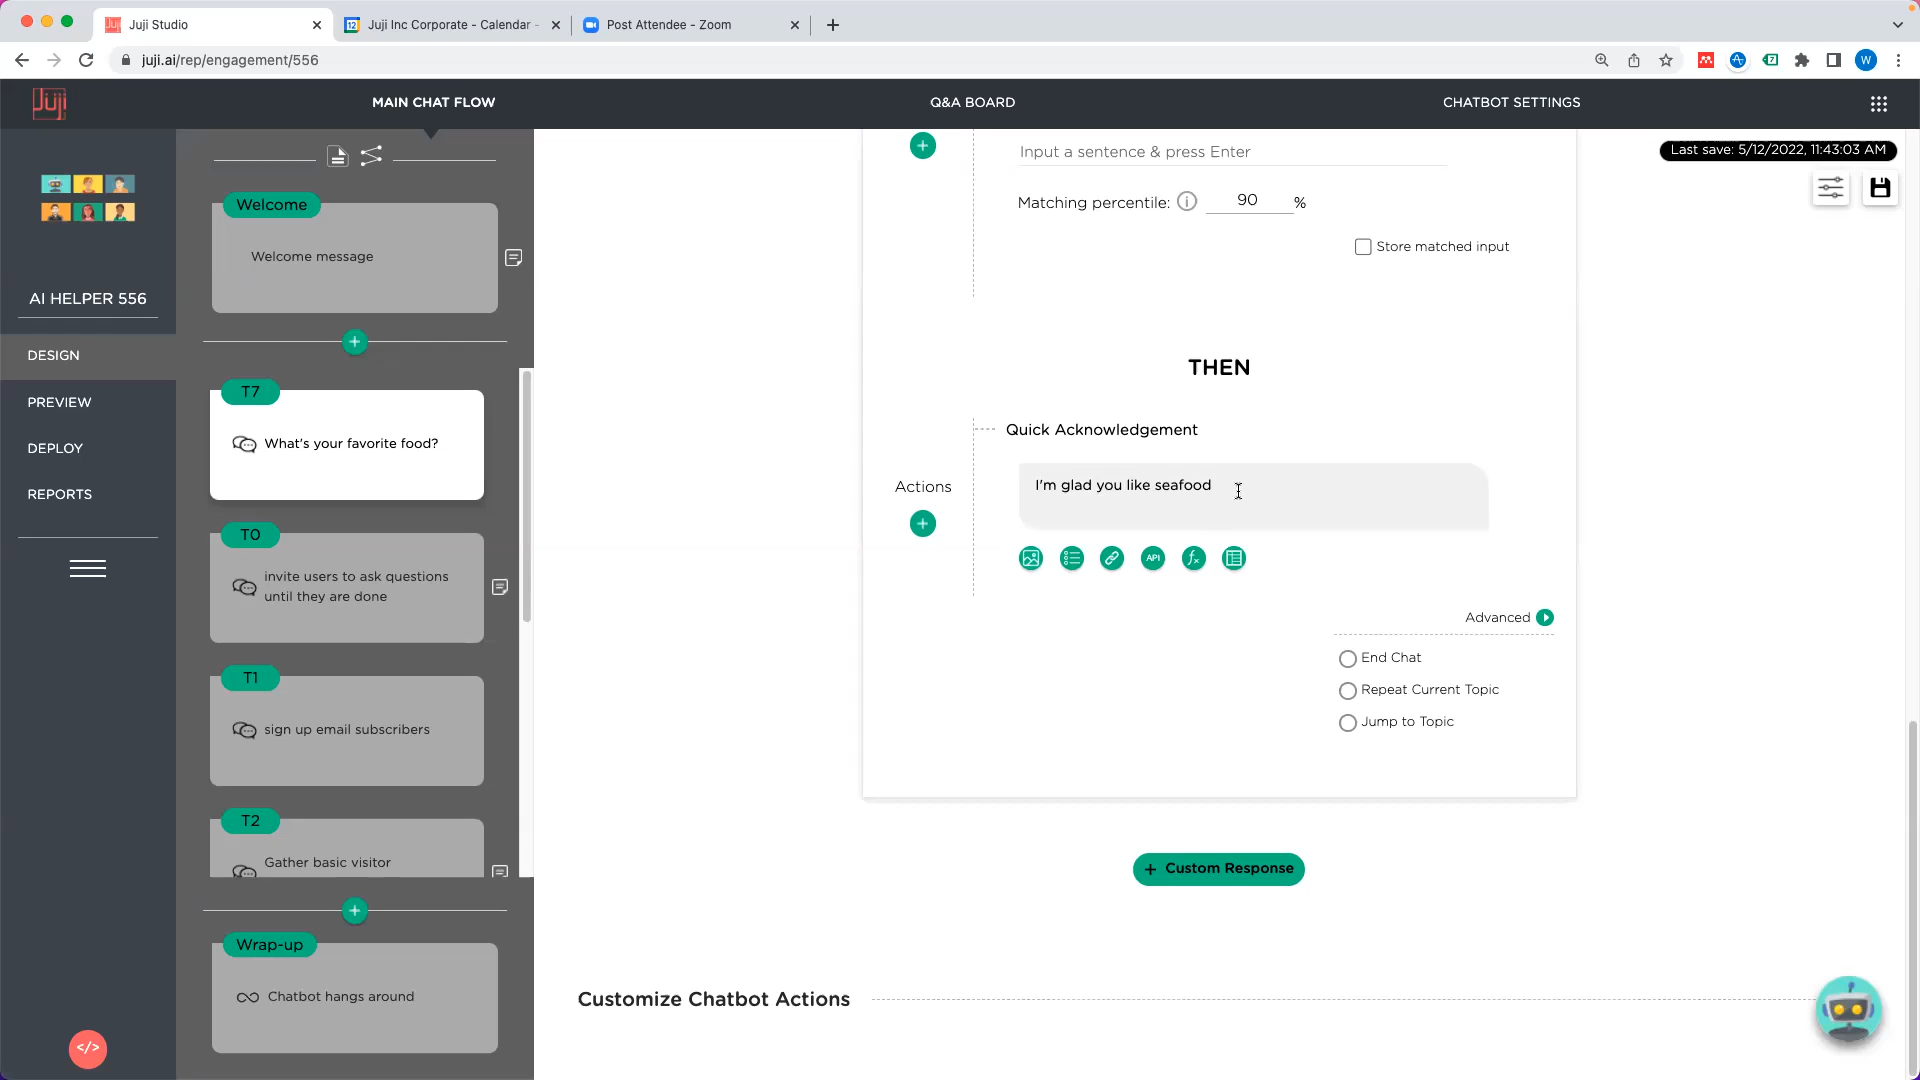 Juji Studio
Juji Inc Corporate - Calendar -
Post Attendee - Zoom
juji.ai/rep/engagement/556
W
Juji
MAIN CHAT FLOW
Q&A BOARD
CHATBOT SETTINGS
Last save: 5/12/2022, 11:43:03 AM
AI HELPER 556
DESIGN
PREVIEW
DEPLOY
REPORTS
</>
Welcome
Welcome message
T7
What's your favorite food?
T0
invite users to ask questions
until they are done
T1
sign up email subscribers
T2
Gather basic visitor
Wrap-up
Chatbot hangs around
Input a sentence & press Enter
Matching percentile: 90 %
Store matched input
THEN
Quick Acknowledgement
Actions
I'm glad you like seafood
API
fx
Advanced
End Chat
Repeat Current Topic
Jump to Topic
+ Custom Response
Customize Chatbot Actions